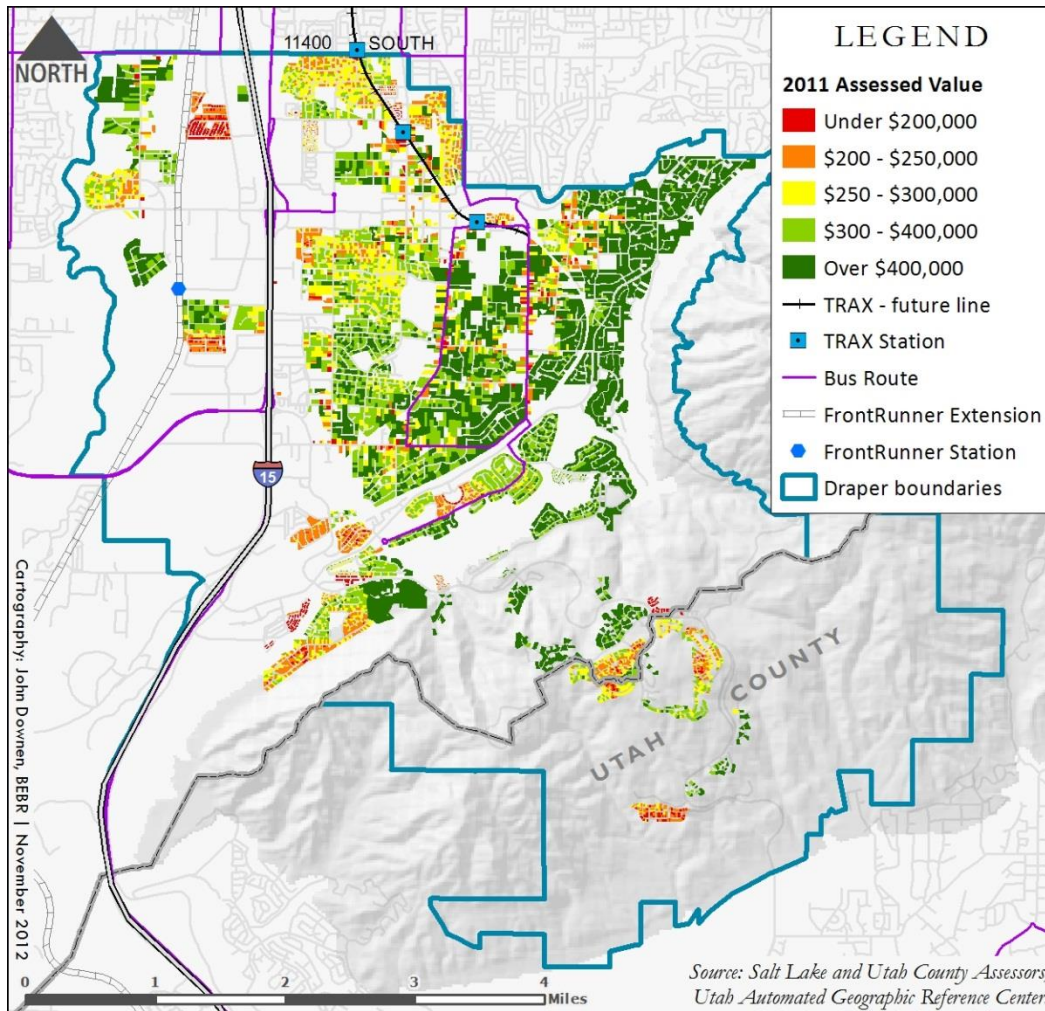 NORTH
11400 SOUTH
15
UTAH COUNTY
LEGEND
2011 Assessed Value
Under $200,000
$200 - $250,000
$250 - $300,000
$300 - $400,000
Over $400,000
TRAX - future line
TRAX Station
Bus Route
FrontRunner Extension
FrontRunner Station
Draper boundaries
Cartography: John Downen, BEBR | November 2012
0 1 2 3 4
Miles
Source: Salt Lake and Utah County Assessors,
Utah Automated Geographic Reference Center.